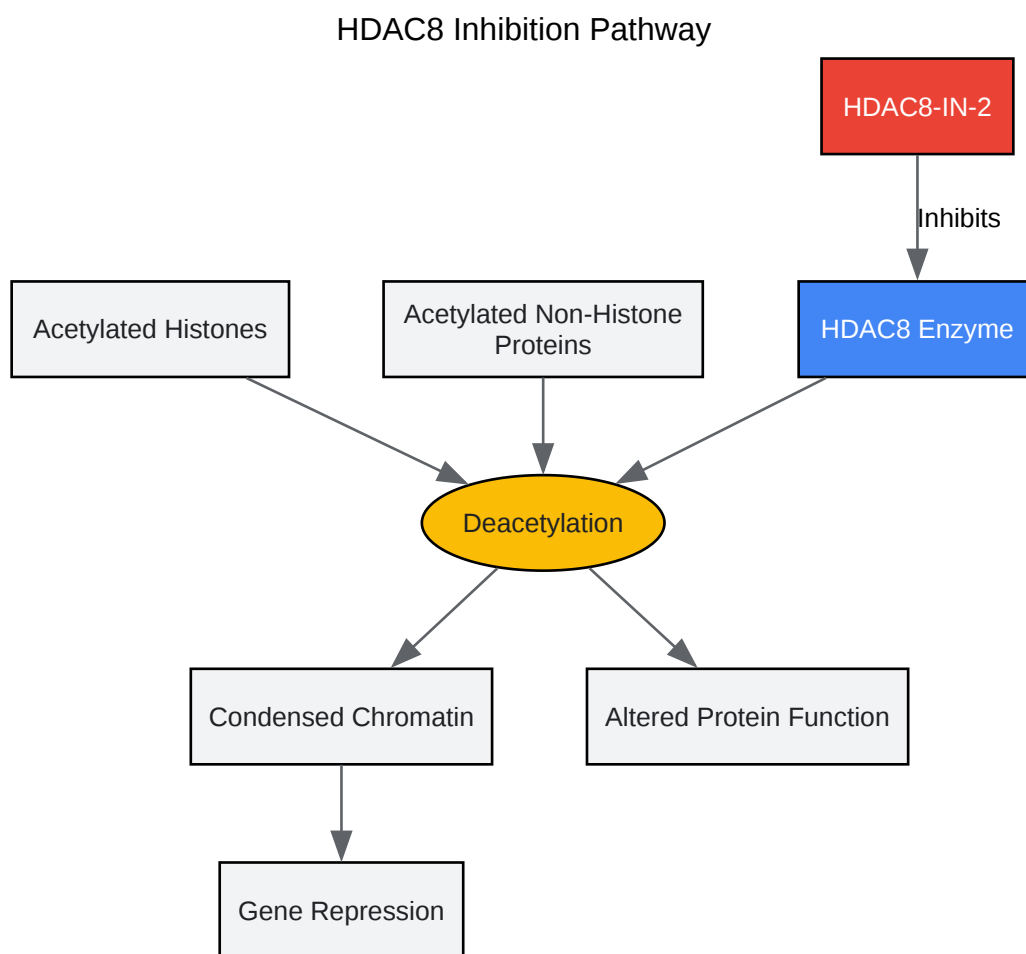 HDAC8 Inhibition Pathway
HDAC8-IN-2
Inhibits
Acetylated Histones
Acetylated Non-Histone
Proteins
HDAC8 Enzyme
Deacetylation
Condensed Chromatin
Altered Protein Function
Gene Repression